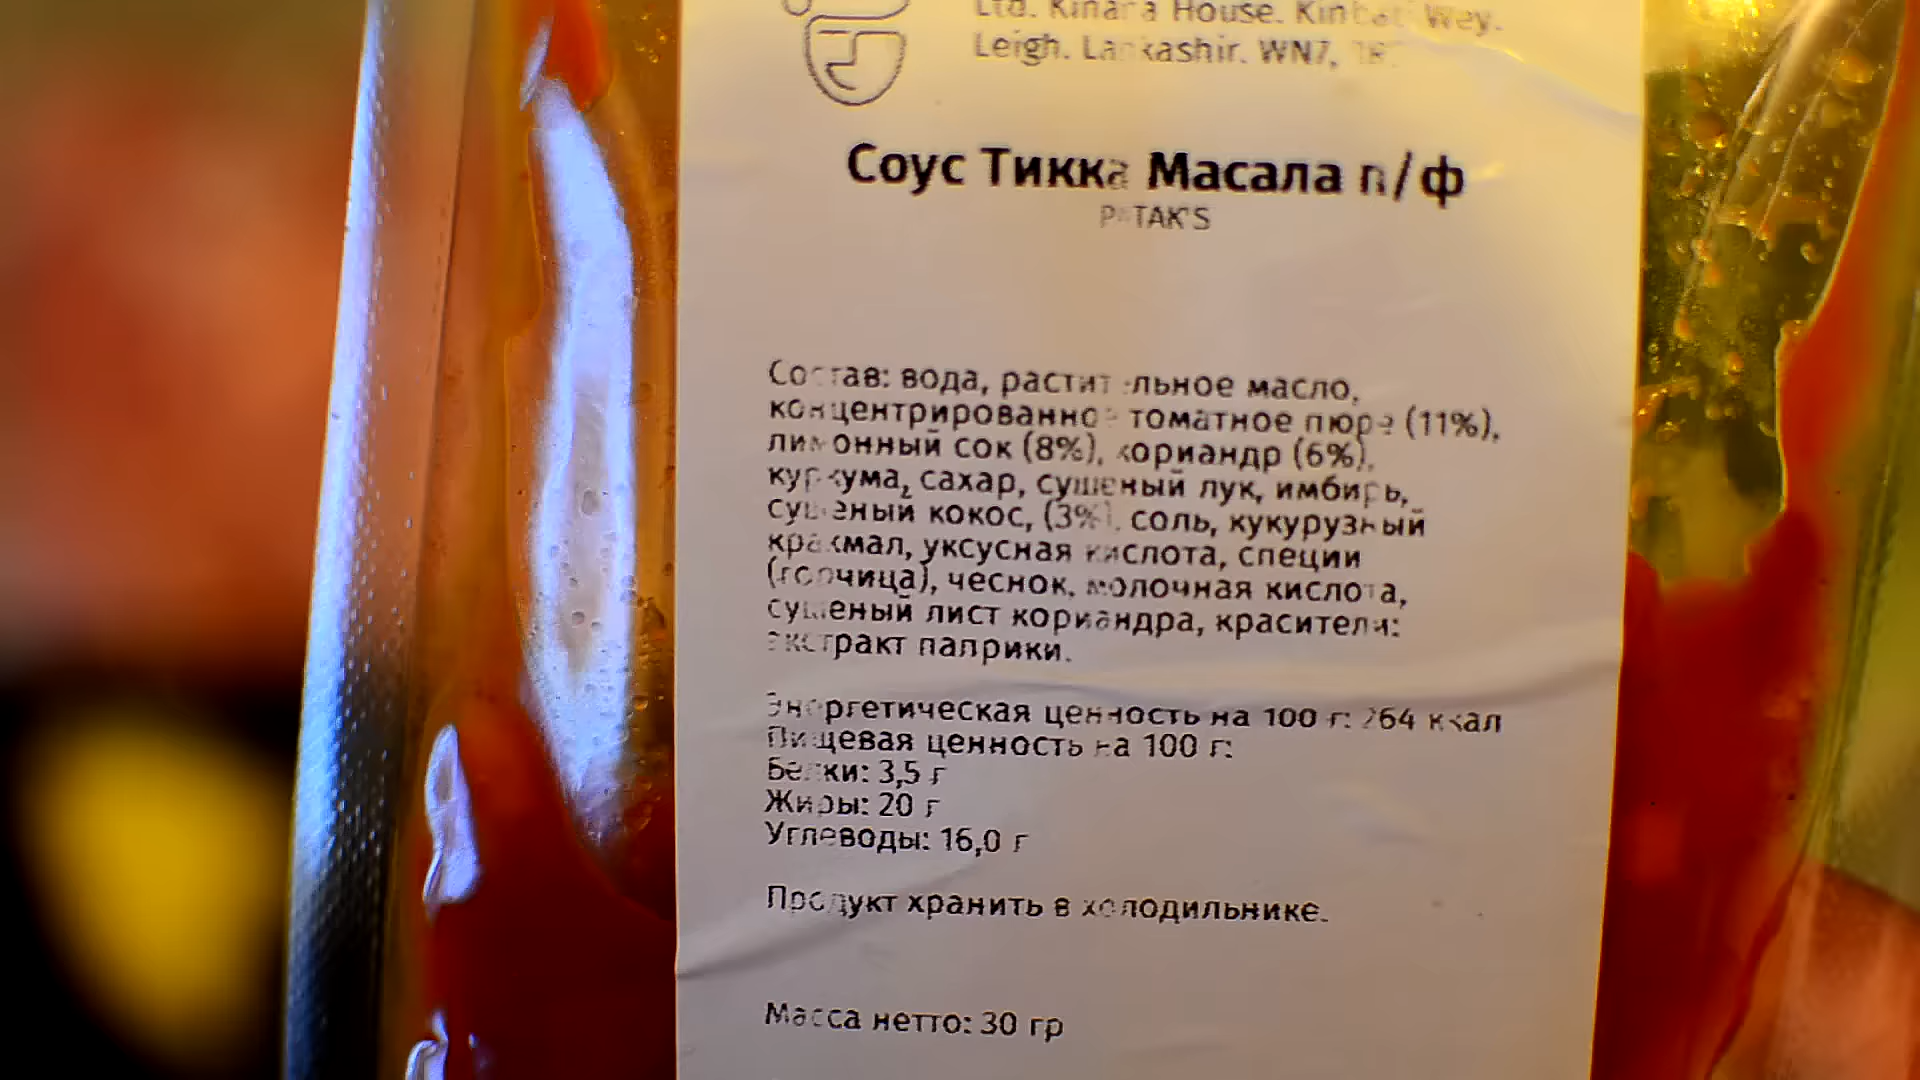 Ltd. Kinara House. Wey.
Leigh. Lankashir. WN7,
Соус Тикка Масала п/ф
PATAK'S
Состав: вода, растительное масло,
концентрированное томатное пюре (11%),
лимонный сок (8%), кориандр (6%),
куркума, сахар, сушеный лук, имбирь,
сушеный кокос, (3%), соль, кукурузный
крахмал, уксусная кислота, специи
(горчица), чеснок, молочная кислота,
сушеный лист кориандра, красители:
экстракт паприки.
Энергетическая ценность на 100 г: 264 ккал
Пищевая ценность на 100 г:
Белки: 3,5 г
Жиры: 20 г
Углеводы: 16,0 г
Продукт хранить в холодильнике.
Масса нетто: 30 гр